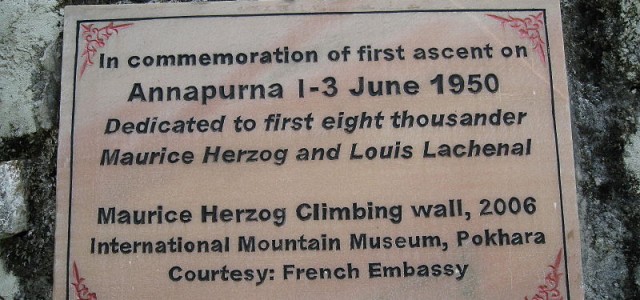 In commemoration of first ascent on
Annapurna 1-3 June 1950
Dedicated to first eight thousander
Maurice Herzog and Louis Lachenal
Maurice Herzog Climbing wall, 2006
International Mountain Museum, Pokhara
Courtesy: French Embassy